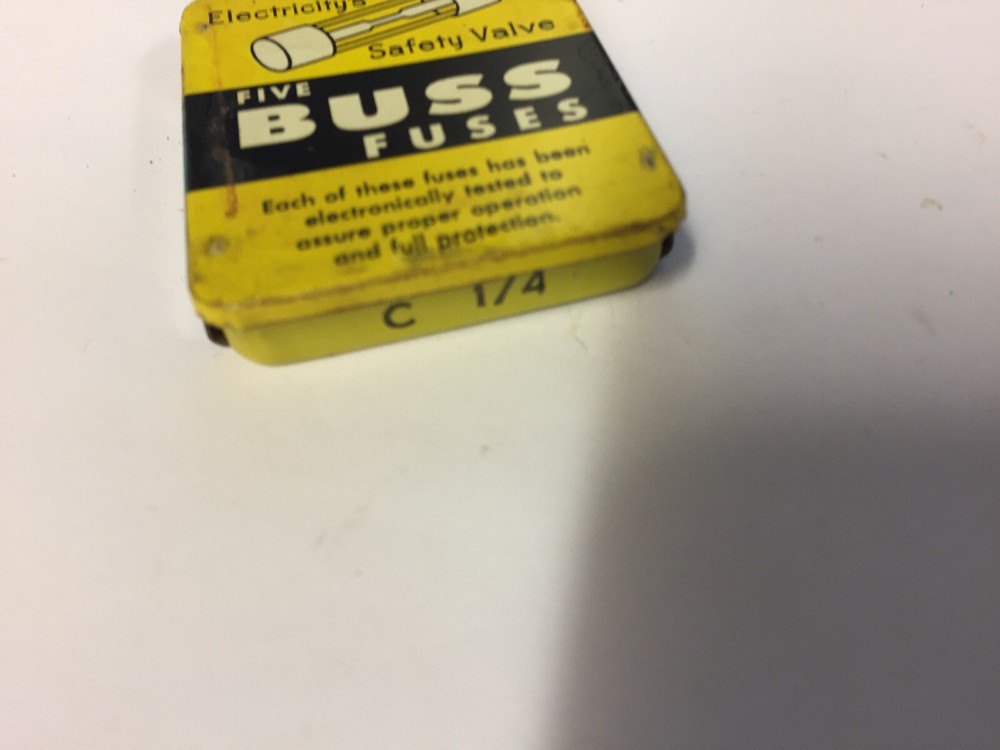 Electricity's
Safety Valve
FIVE
BUSS
FUSES
Each of these fuses has been
electronically tested to
assure proper operation
and full protection.
C 1/4